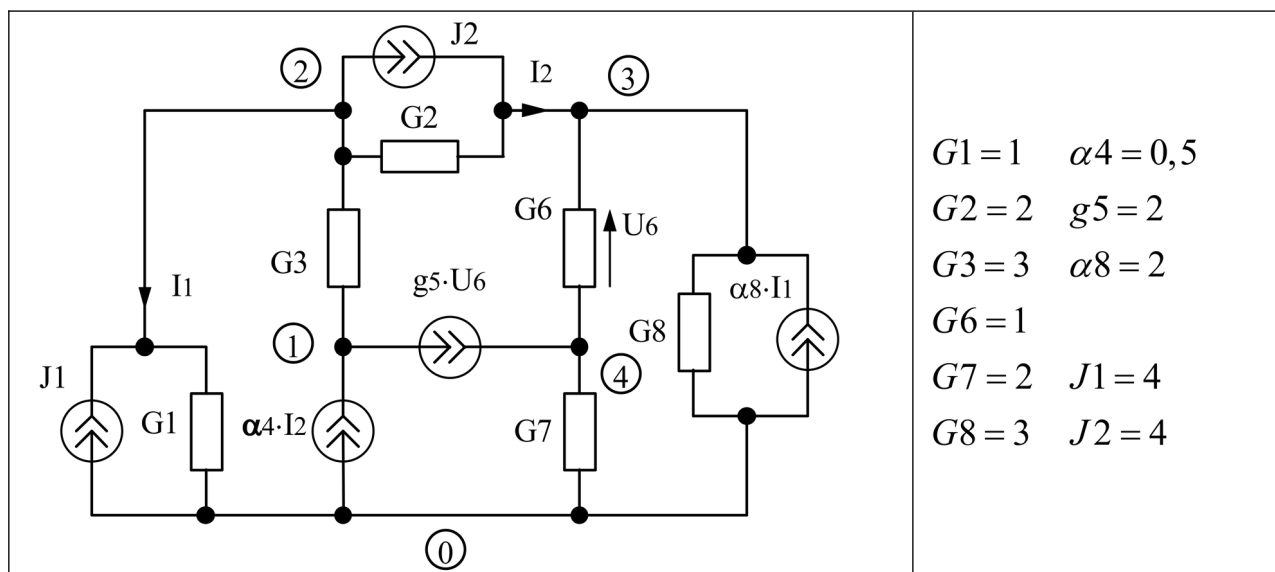 J2
2
I2
3
G2
G6
U6
G3
g5·U6
α8·I1
I1
G8
1
4
J1
G1
α4·I2
G7
0
G1 = 1 α4 = 0,5
G2 = 2 g5 = 2
G3 = 3 α8 = 2
G6 = 1
G7 = 2 J1 = 4
G8 = 3 J2 = 4